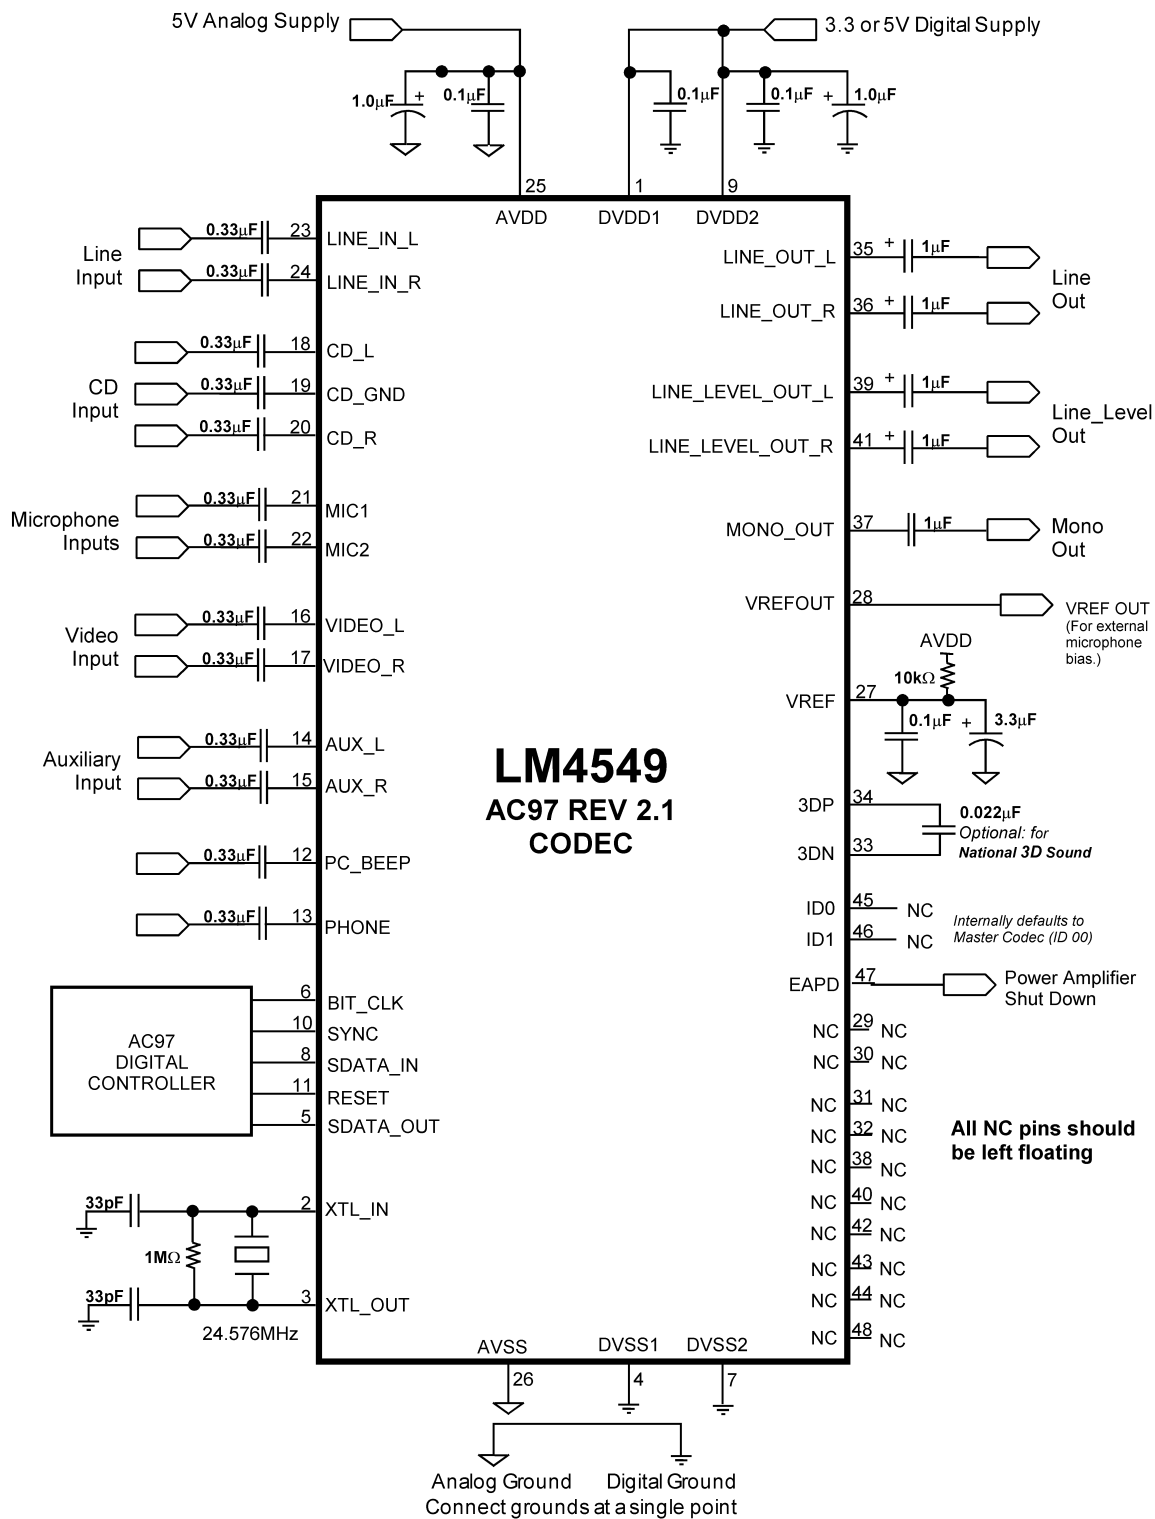 5V Analog Supply
3.3 or 5V Digital Supply
1.0µF
+
0.1µF
0.1µF
0.1µF
+
1.0µF
25
1
9
AVDD
DVDD1
DVDD2
Line
Input
0.33µF
23
LINE_IN_L
0.33µF
24
LINE_IN_R
CD
Input
0.33µF
18
CD_L
0.33µF
19
CD_GND
0.33µF
20
CD_R
Microphone
Inputs
0.33µF
21
MIC1
0.33µF
22
MIC2
Video
Input
0.33µF
16
VIDEO_L
0.33µF
17
VIDEO_R
Auxiliary
Input
0.33µF
14
AUX_L
0.33µF
15
AUX_R
0.33µF
12
PC_BEEP
0.33µF
13
PHONE
AC97
DIGITAL
CONTROLLER
6
BIT_CLK
10
SYNC
8
SDATA_IN
11
RESET
5
SDATA_OUT
33pF
2
XTL_IN
1MΩ
33pF
3
XTL_OUT
24.576MHz
LM4549
AC97 REV 2.1
CODEC
LINE_OUT_L
35
+
1µF
LINE_OUT_R
36
+
1µF
Line
Out
LINE_LEVEL_OUT_L
39
+
1µF
LINE_LEVEL_OUT_R
41
+
1µF
Line_Level
Out
MONO_OUT
37
1µF
Mono
Out
VREFOUT
28
VREF OUT
(For external
microphone
bias.)
AVDD
10kΩ
VREF
27
0.1µF
+
3.3µF
3DP
34
0.022µF
Optional: for
National 3D Sound
3DN
33
ID0
45
NC
ID1
46
NC
Internally defaults to
Master Codec (ID 00)
EAPD
47
Power Amplifier
Shut Down
NC
29
NC
NC
30
NC
NC
31
NC
NC
32
NC
NC
38
NC
NC
40
NC
NC
42
NC
NC
43
NC
NC
44
NC
NC
48
NC
All NC pins should
be left floating
AVSS
DVSS1
DVSS2
26
4
7
Analog Ground
Digital Ground
Connect grounds at a single point